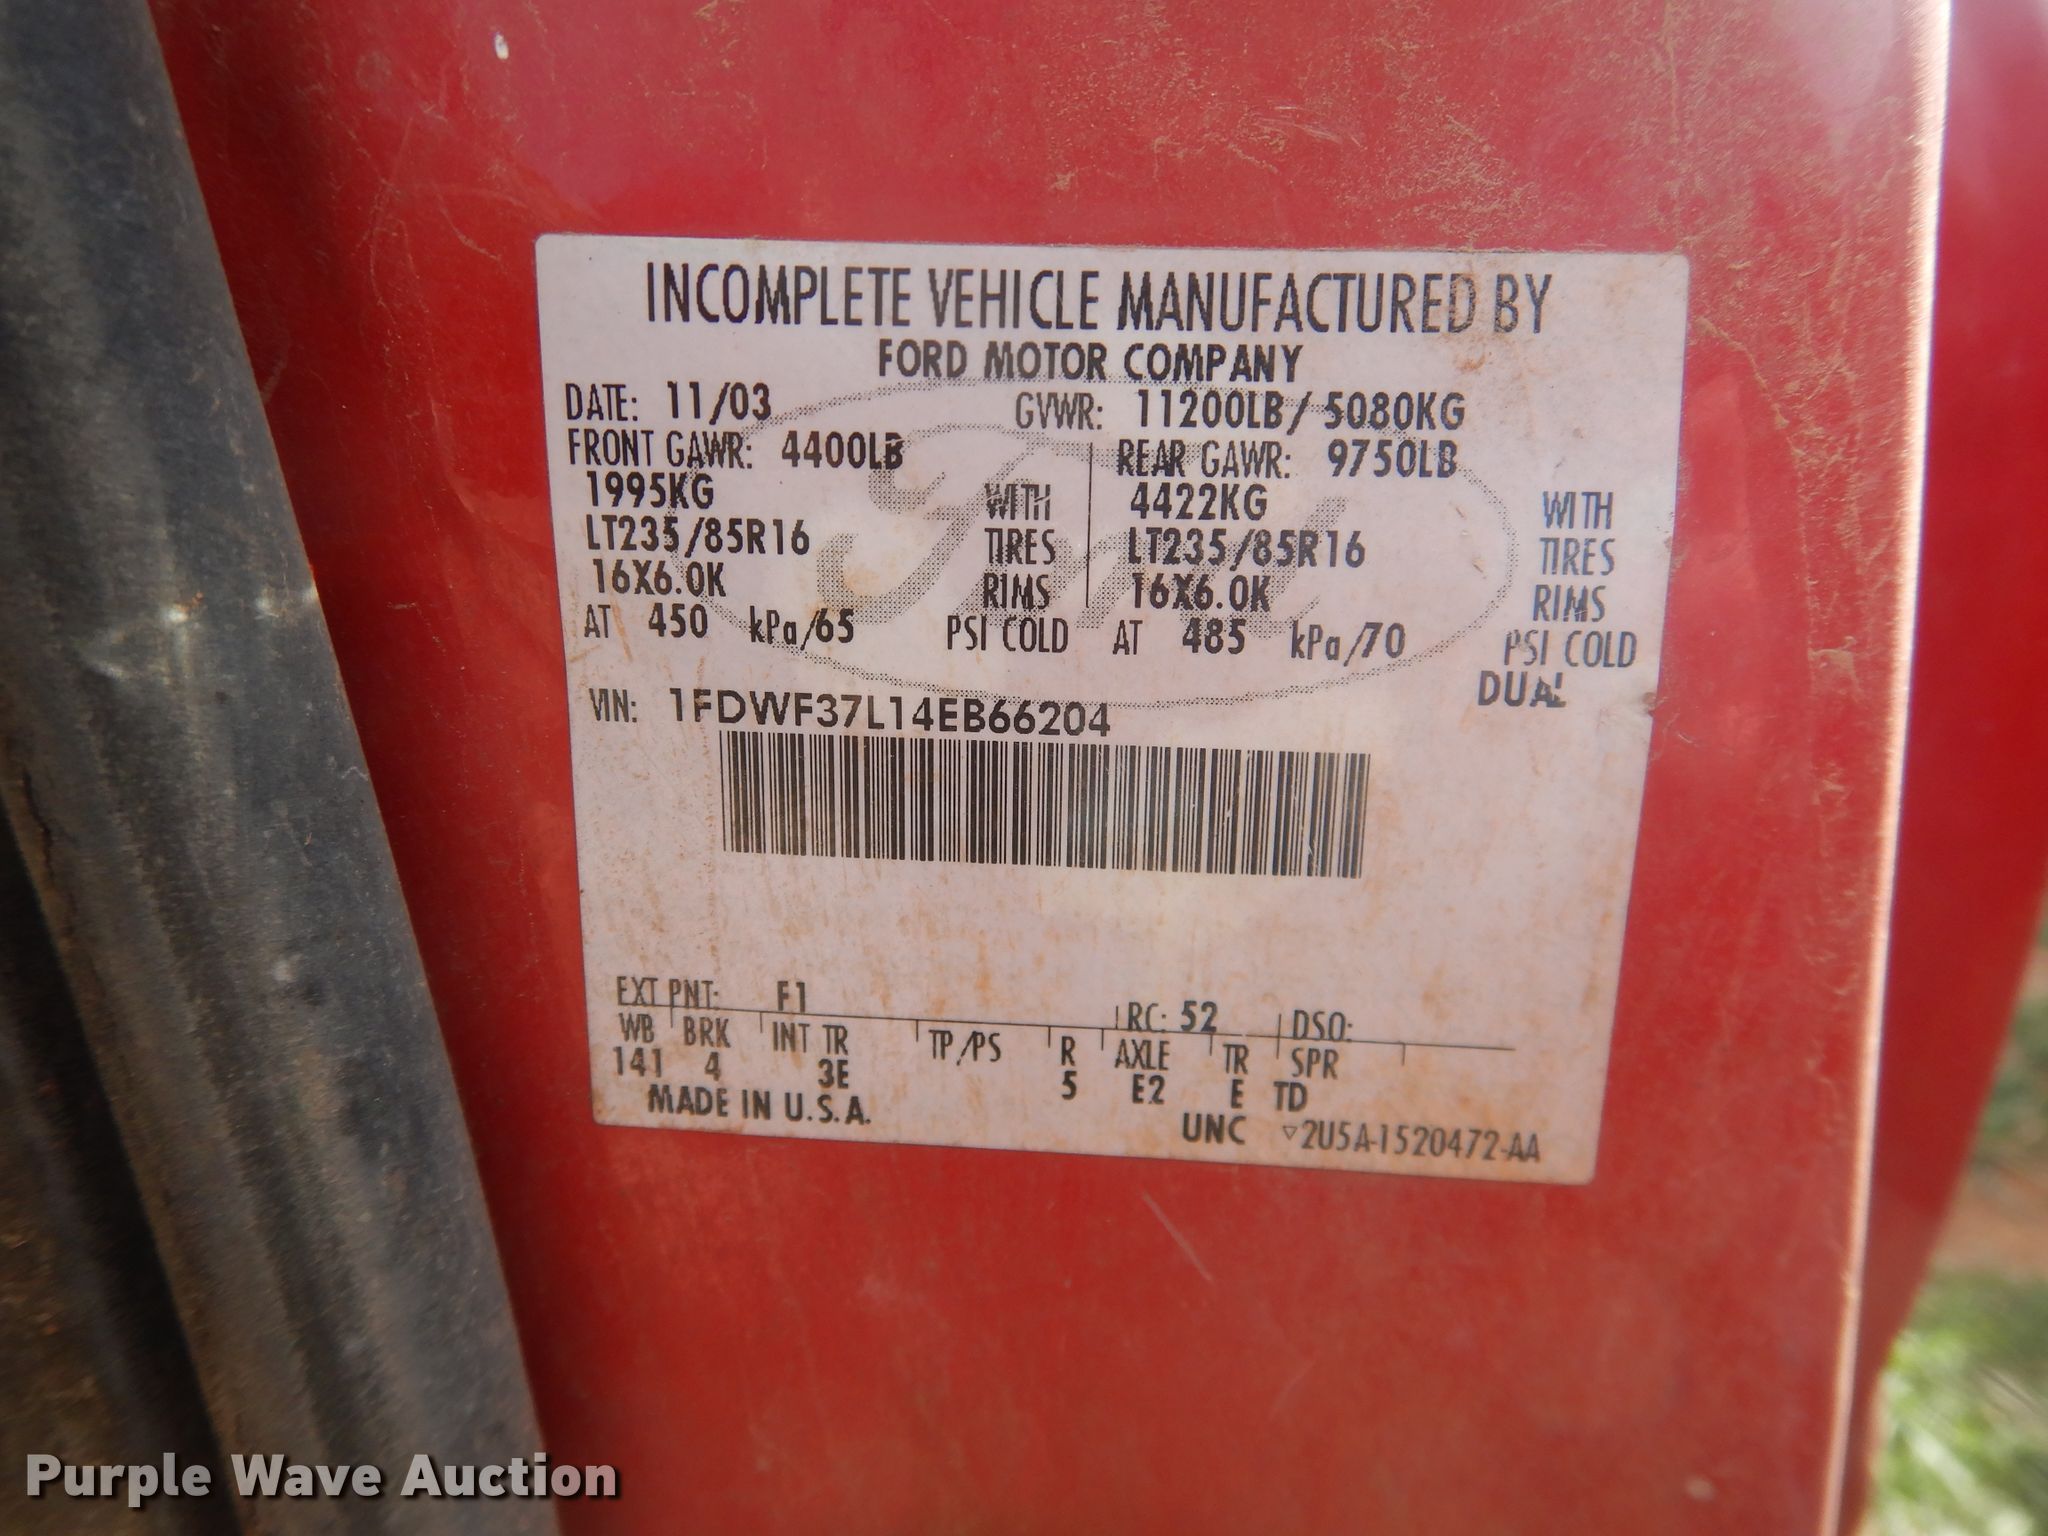 INCOMPLETE VEHICLE MANUFACTURED BY
FORD MOTOR COMPANY
DATE: 11/03 GVWR: 11200LB/ 5080KG
FRONT GAWR: 4400LB REAR GAWR: 9750LB
1995KG WITH 4422KG WITH
LT235/85R16 TIRES LT235/85R16 TIRES
16X6.0K RIMS 16X6.0K RIMS
AT 450 kPa/65 PSI COLD AT 485 kPa/70 PSI COLD
DUAL
VIN: 1FDWF37L14EB66204
EXT PNT: F1 RC: 52 DSO:
WB BRK INT TR TP/PS R AXLE TR SPR
141 4 3E 5 E2 E TD
MADE IN U.S.A. UNC ▽2U5A-1520472-AA
Purple Wave Auction